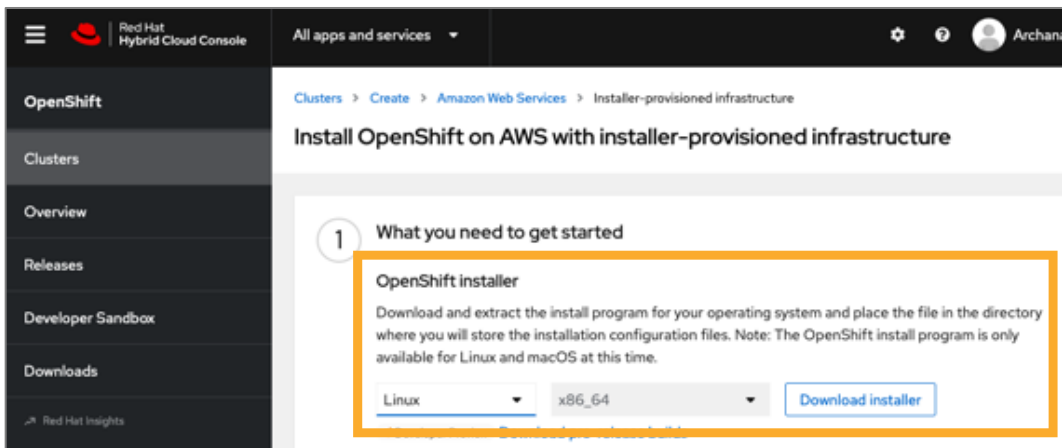 Red Hat
Hybrid Cloud Console
All apps and services
Archana
OpenShift
Clusters
Overview
Releases
Developer Sandbox
Downloads
Red Hat Insights
Clusters > Create > Amazon Web Services > Installer-provisioned infrastructure
Install OpenShift on AWS with installer-provisioned infrastructure
1
What you need to get started
OpenShift installer
Download and extract the install program for your operating system and place the file in the directory
where you will store the installation configuration files. Note: The OpenShift install program is only
available for Linux and macOS at this time.
Linux
x86_64
Download installer